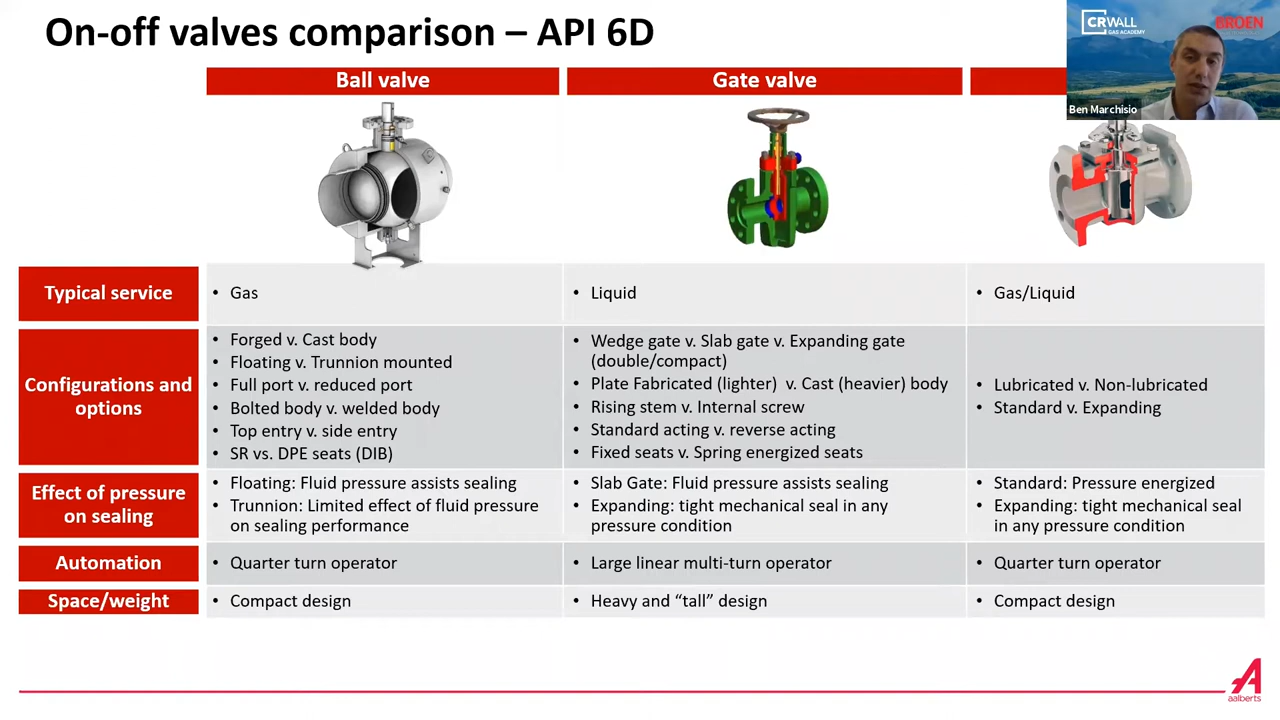 On-off valves comparison – API 6D
CRWALL
GAS ACADEMY
BROEN
Ben Marchisio
Ball valve
Gate valve
Typical service
• Gas
• Liquid
• Gas/Liquid
Configurations and
options
• Forged v. Cast body
• Floating v. Trunnion mounted
• Full port v. reduced port
• Bolted body v. welded body
• Top entry v. side entry
• SR vs. DPE seats (DIB)
• Wedge gate v. Slab gate v. Expanding gate
(double/compact)
• Plate Fabricated (lighter) v. Cast (heavier) body
• Rising stem v. Internal screw
• Standard acting v. reverse acting
• Fixed seats v. Spring energized seats
• Lubricated v. Non-lubricated
• Standard v. Expanding
Effect of pressure
on sealing
• Floating: Fluid pressure assists sealing
• Trunnion: Limited effect of fluid pressure
on sealing performance
• Slab Gate: Fluid pressure assists sealing
• Expanding: tight mechanical seal in any
pressure condition
• Standard: Pressure energized
• Expanding: tight mechanical seal
in any pressure condition
Automation
• Quarter turn operator
• Large linear multi-turn operator
• Quarter turn operator
Space/weight
• Compact design
• Heavy and “tall” design
• Compact design
aalberts